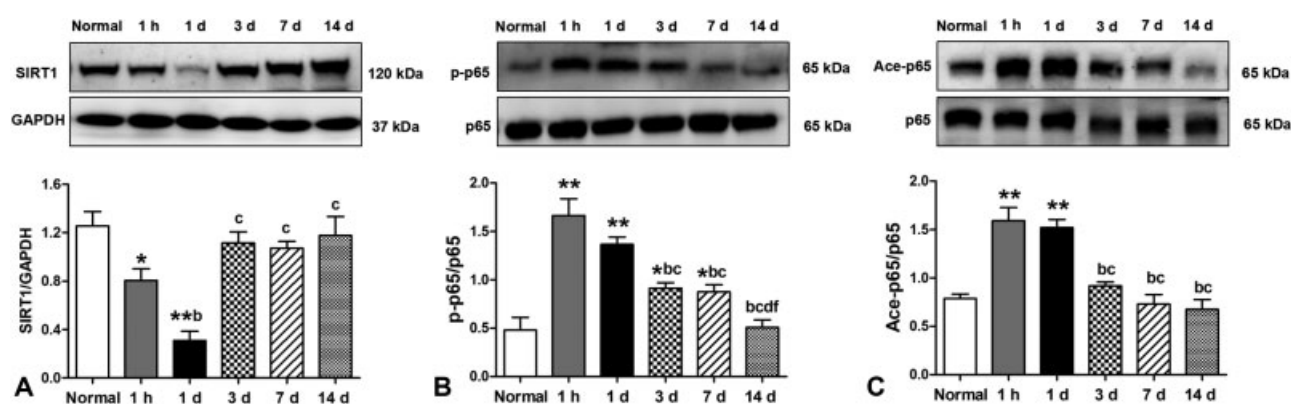 Normal 1 h 1 d 3 d 7 d 14 d
SIRT1 120 kDa
GAPDH 37 kDa
SIRT1/GAPDH
1.6
1.2
0.8
0.4
0.0
*
**b
c
c
c
Normal 1 h 1 d 3 d 7 d 14 d
A
Normal 1 h 1 d 3 d 7 d 14 d
p-p65 65 kDa
p65 65 kDa
p-p65/p65
2.0
1.5
1.0
0.5
0.0
**
**
*bc
*bc
bcdf
Normal 1 h 1 d 3 d 7 d 14 d
B
Normal 1 h 1 d 3 d 7 d 14 d
Ace-p65 65 kDa
p65 65 kDa
Ace-p65/p65
2.0
1.5
1.0
0.5
0.0
**
**
bc
bc
bc
Normal 1 h 1 d 3 d 7 d 14 d
C